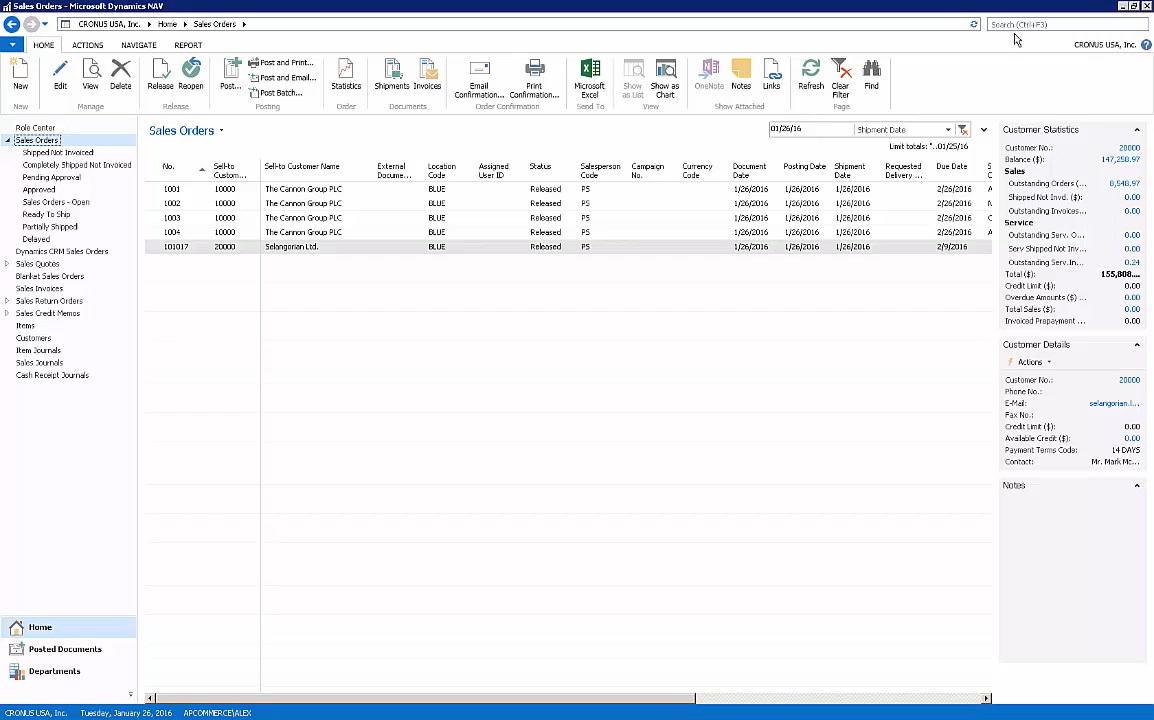 Sales Orders - Microsoft Dynamics NAV
CRONUS USA, Inc. Home Sales Orders
Search (Ctrl+F3)
HOME ACTIONS NAVIGATE REPORT
CRONUS USA, Inc.
New
Edit View Delete
Release Reopen
Post...
Post and Print...
Post and Email...
Post Batch...
Statistics
Shipments Invoices
Email Confirmation...
Print Confirmation...
Microsoft Excel
Show as List
Show as Chart
OneNote Notes Links
Refresh
Clear Filter
Find
New Manage Release Posting Order Documents Order Confirmation Send To View Show Attached Page
Role Center
Sales Orders
Shipped Not Invoiced
Completely Shipped Not Invoiced
Pending Approval
Approved
Sales Orders - Open
Ready To Ship
Partially Shipped
Delayed
Dynamics CRM Sales Orders
Sales Quotes
Blanket Sales Orders
Sales Invoices
Sales Return Orders
Sales Credit Memos
Items
Customers
Item Journals
Sales Journals
Cash Receipt Journals
Home
Posted Documents
Departments
Sales Orders
01/26/16 Shipment Date
Limit totals: ''..01/25/16
No. Sell-to Custom... Sell-to Customer Name External Docume... Location Code Assigned User ID Status Salesperson Code Campaign No. Currency Code Document Date Posting Date Shipment Date Requested Delivery ... Due Date S C
1001 10000 The Cannon Group PLC BLUE Released PS 1/26/2016 1/26/2016 1/26/2016 2/26/2016 A
1002 10000 The Cannon Group PLC BLUE Released PS 1/26/2016 1/26/2016 1/26/2016 2/26/2016 N
1003 10000 The Cannon Group PLC BLUE Released PS 1/26/2016 1/26/2016 1/26/2016 2/26/2016 C
1004 10000 The Cannon Group PLC BLUE Released PS 1/26/2016 1/26/2016 1/26/2016 2/26/2016 A
101017 20000 Selangorian Ltd. BLUE Released PS 1/26/2016 1/26/2016 1/26/2016 2/9/2016
Customer Statistics
Customer No.: 20000
Balance ($): 147,258.97
Sales
Outstanding Orders (... 8,548.97
Shipped Not Invd. ($): 0.00
Outstanding Invoices... 0.00
Service
Outstanding Serv. O... 0.00
Serv Shipped Not Inv... 0.00
Outstanding Serv.In... 0.24
Total ($): 155,808....
Credit Limit ($): 0.00
Overdue Amounts ($) ... 0.00
Total Sales ($): 0.00
Invoiced Prepayment ... 0.00
Customer Details
Actions
Customer No.: 20000
Phone No.:
E-Mail: selangorian.l...
Fax No.:
Credit Limit ($): 0.00
Available Credit ($): 0.00
Payment Terms Code: 14 DAYS
Contact: Mr. Mark Mc...
Notes
CRONUS USA, Inc. Tuesday, January 26, 2016 APCOMMERCE\ALEX